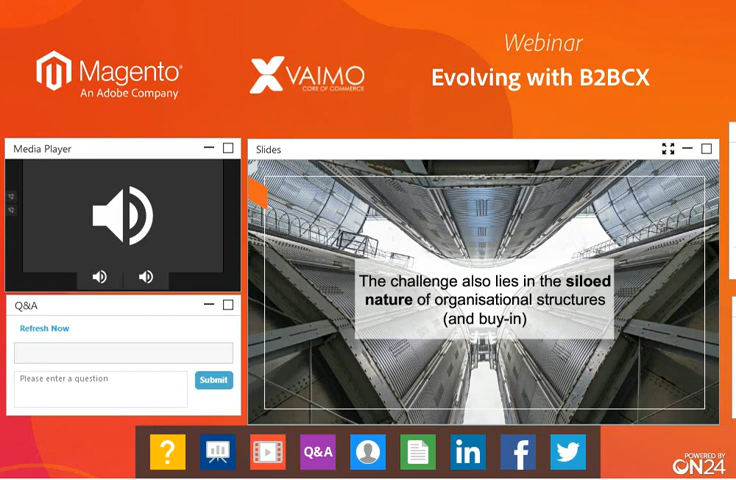 Magento®
An Adobe Company
VAIMO
CORE OF COMMERCE
Webinar
Evolving with B2BCX
Media Player
Slides
The challenge also lies in the siloed
nature of organisational structures
(and buy-in)
Q&A
Refresh Now
Please enter a question
Submit
?
Q&A
in
f
POWERED BY
ON24